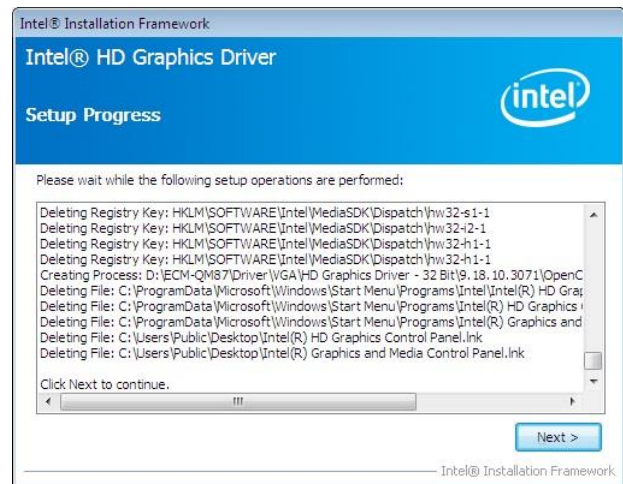 Intel® Installation Framework
Intel® HD Graphics Driver
intel
Setup Progress
Please wait while the following setup operations are performed:
Deleting Registry Key: HKLM\SOFTWARE\Intel\MediaSDK\Dispatch\hw32-s1-1
Deleting Registry Key: HKLM\SOFTWARE\Intel\MediaSDK\Dispatch\hw32-i2-1
Deleting Registry Key: HKLM\SOFTWARE\Intel\MediaSDK\Dispatch\hw32-h1-1
Deleting Registry Key: HKLM\SOFTWARE\Intel\MediaSDK\Dispatch\hw32-h1-1
Creating Process: D:\ECM-QM87\Driver\VGA\HD Graphics Driver - 32 Bit\9.18.10.3071\OpenC
Deleting File: C:\ProgramData\Microsoft\Windows\Start Menu\Programs\Intel\Intel(R) HD Grap
Deleting File: C:\ProgramData\Microsoft\Windows\Start Menu\Programs\Intel(R) HD Graphics
Deleting File: C:\ProgramData\Microsoft\Windows\Start Menu\Programs\Intel(R) Graphics and
Deleting File: C:\Users\Public\Desktop\Intel(R) HD Graphics Control Panel.lnk
Deleting File: C:\Users\Public\Desktop\Intel(R) Graphics and Media Control Panel.lnk
Click Next to continue.
Next >
Intel® Installation Framework